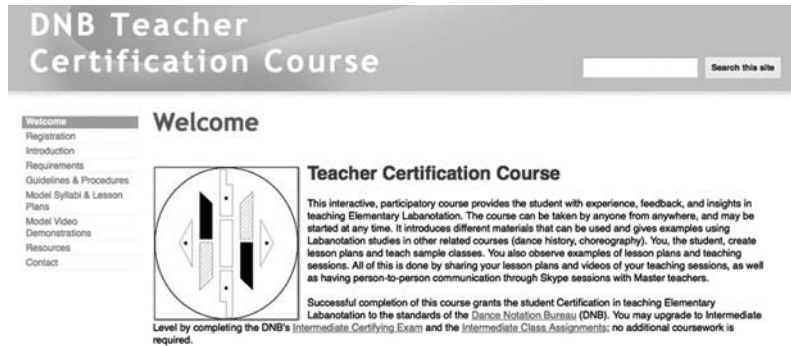 DNB Teacher
Certification Course
Search this site
Welcome
Registration
Introduction
Requirements
Guidelines & Procedures
Model Syllabi & Lesson
Plans
Model Video
Demonstrations
Resources
Contact
Welcome
Teacher Certification Course
This interactive, participatory course provides the student with experience, feedback, and insights in
teaching Elementary Labanotation. The course can be taken by anyone from anywhere, and may be
started at any time. It introduces different materials that can be used and gives examples using
Labanotation studies in other related courses (dance history, choreography). You, the student, create
lesson plans and teach sample classes. You also observe examples of lesson plans and teaching
sessions. All of this is done by sharing your lesson plans and videos of your teaching sessions, as well
as having person-to-person communication through Skype sessions with Master teachers.
Successful completion of this course grants the student Certification in teaching Elementary
Labanotation to the standards of the Dance Notation Bureau (DNB). You may upgrade to Intermediate
Level by completing the DNB's Intermediate Certifying Exam and the Intermediate Class Assignments; no additional coursework is
required.